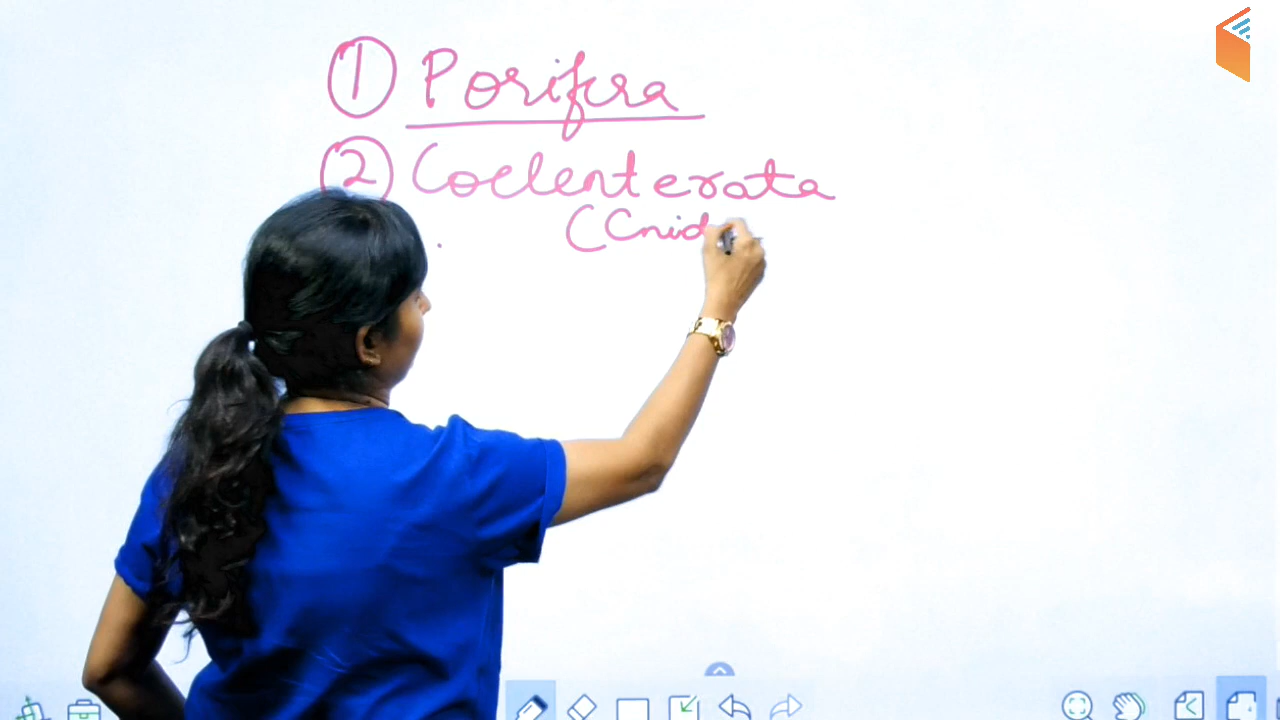 ① Porifera
② Coelenterata
(Cnid